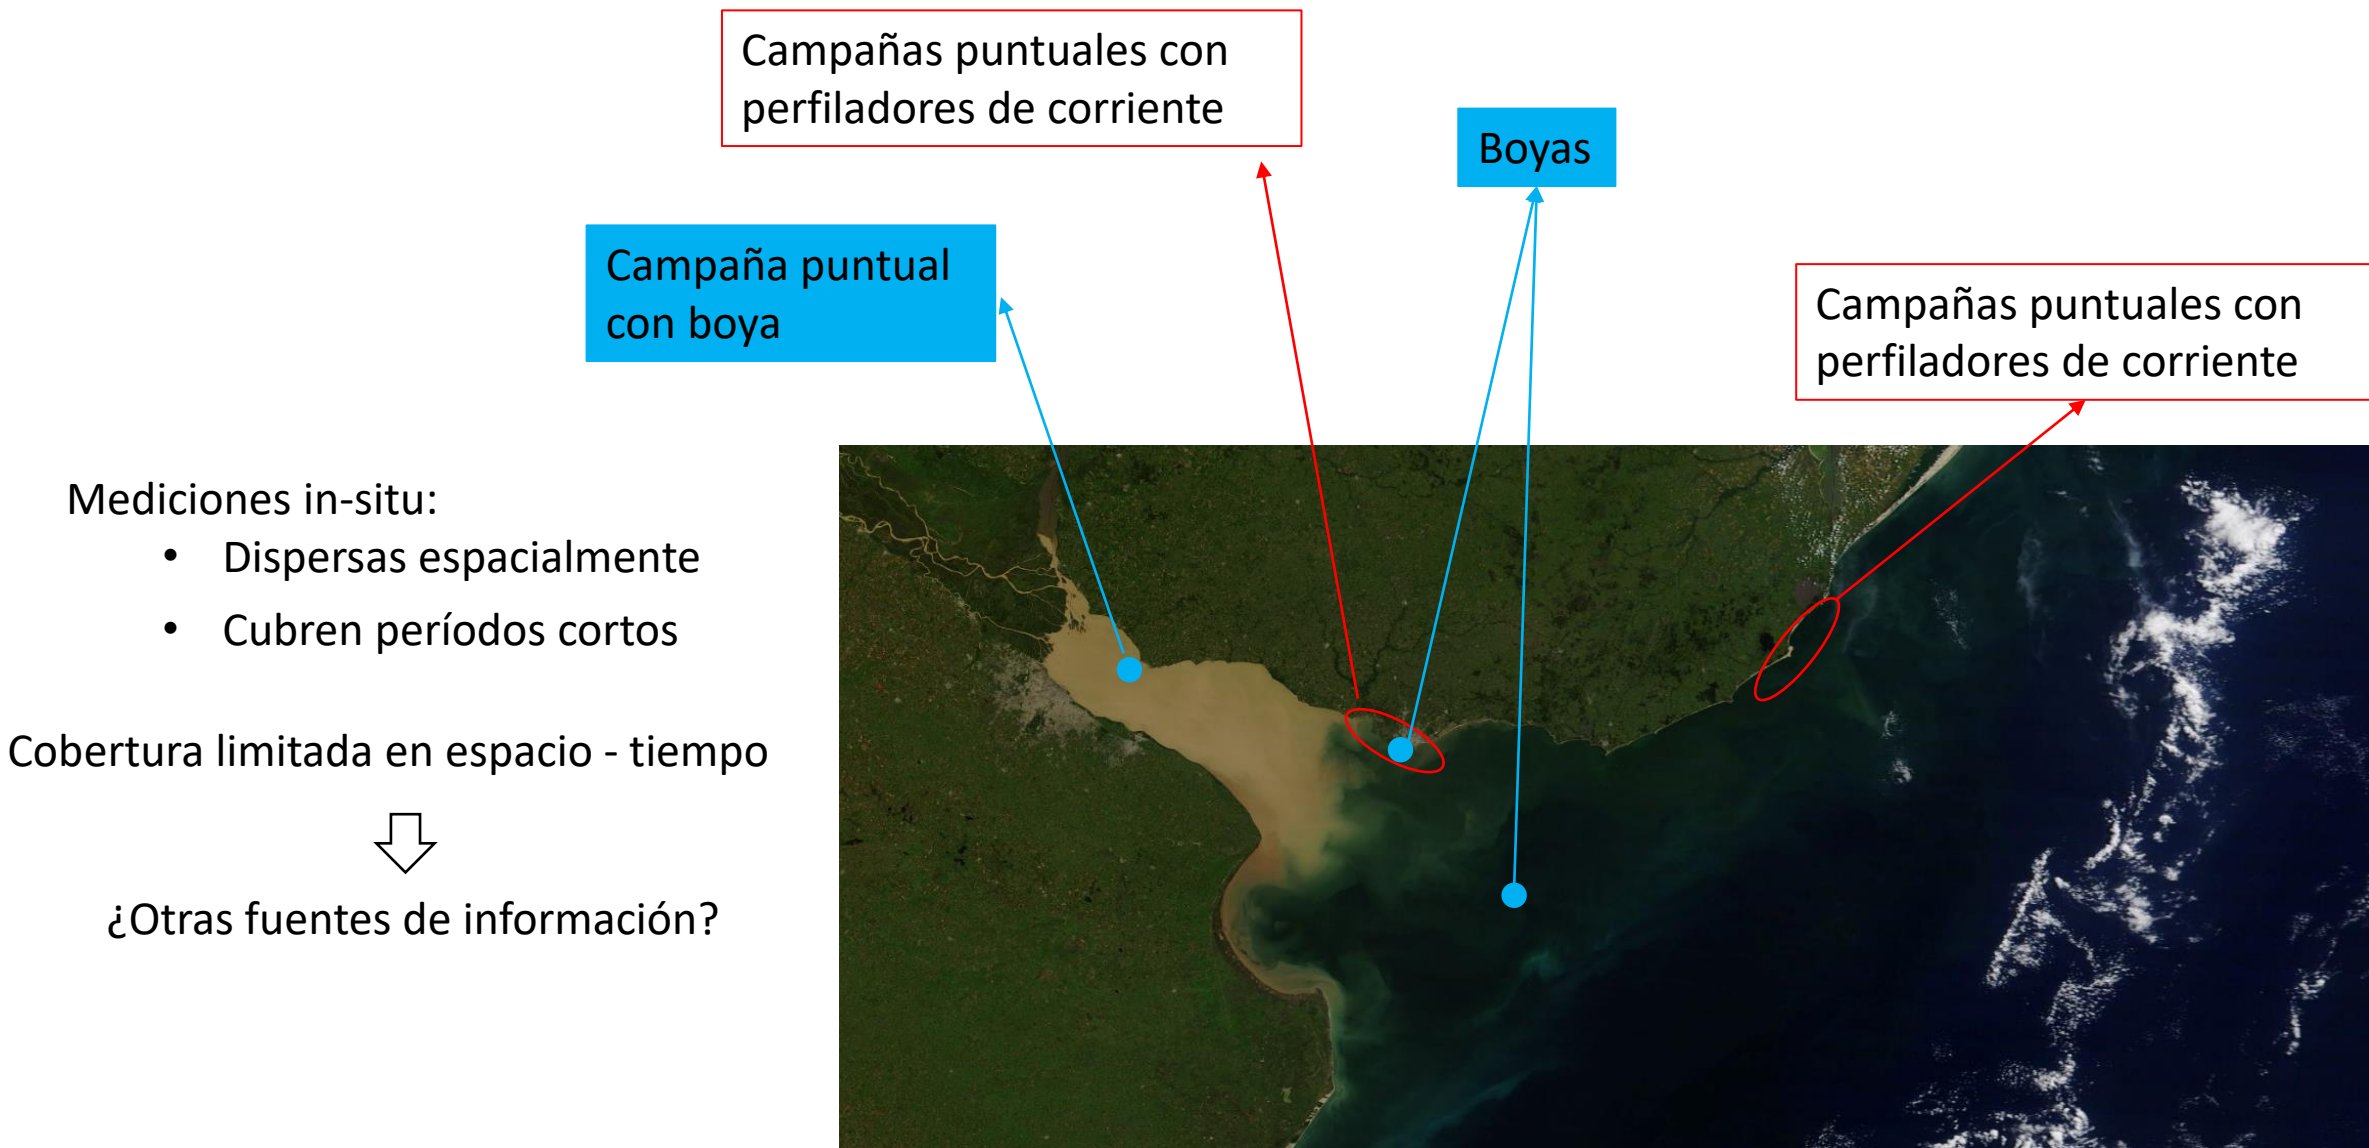 Campañas puntuales con
perfiladores de corriente
Boyas
Campaña puntual
con boya
Campañas puntuales con
perfiladores de corriente
Mediciones in-situ:
• Dispersas espacialmente
• Cubren períodos cortos
Cobertura limitada en espacio - tiempo
¿Otras fuentes de información?